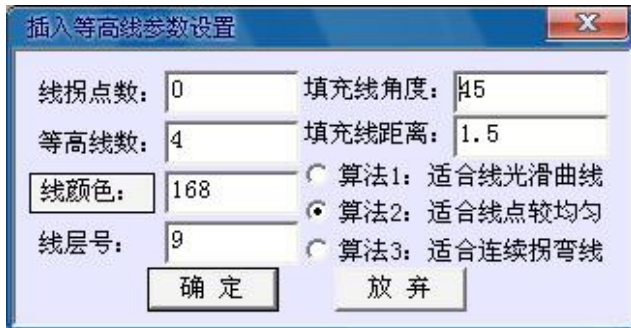 插入等高线参数设置
线拐点数： 0 填充线角度： 45
等高线数： 4 填充线距离： 1.5
线颜色： 168 算法1：适合线光滑曲线
算法2：适合线点较均匀
线层号： 9 算法3：适合连续拐弯线
确 定 放 弃